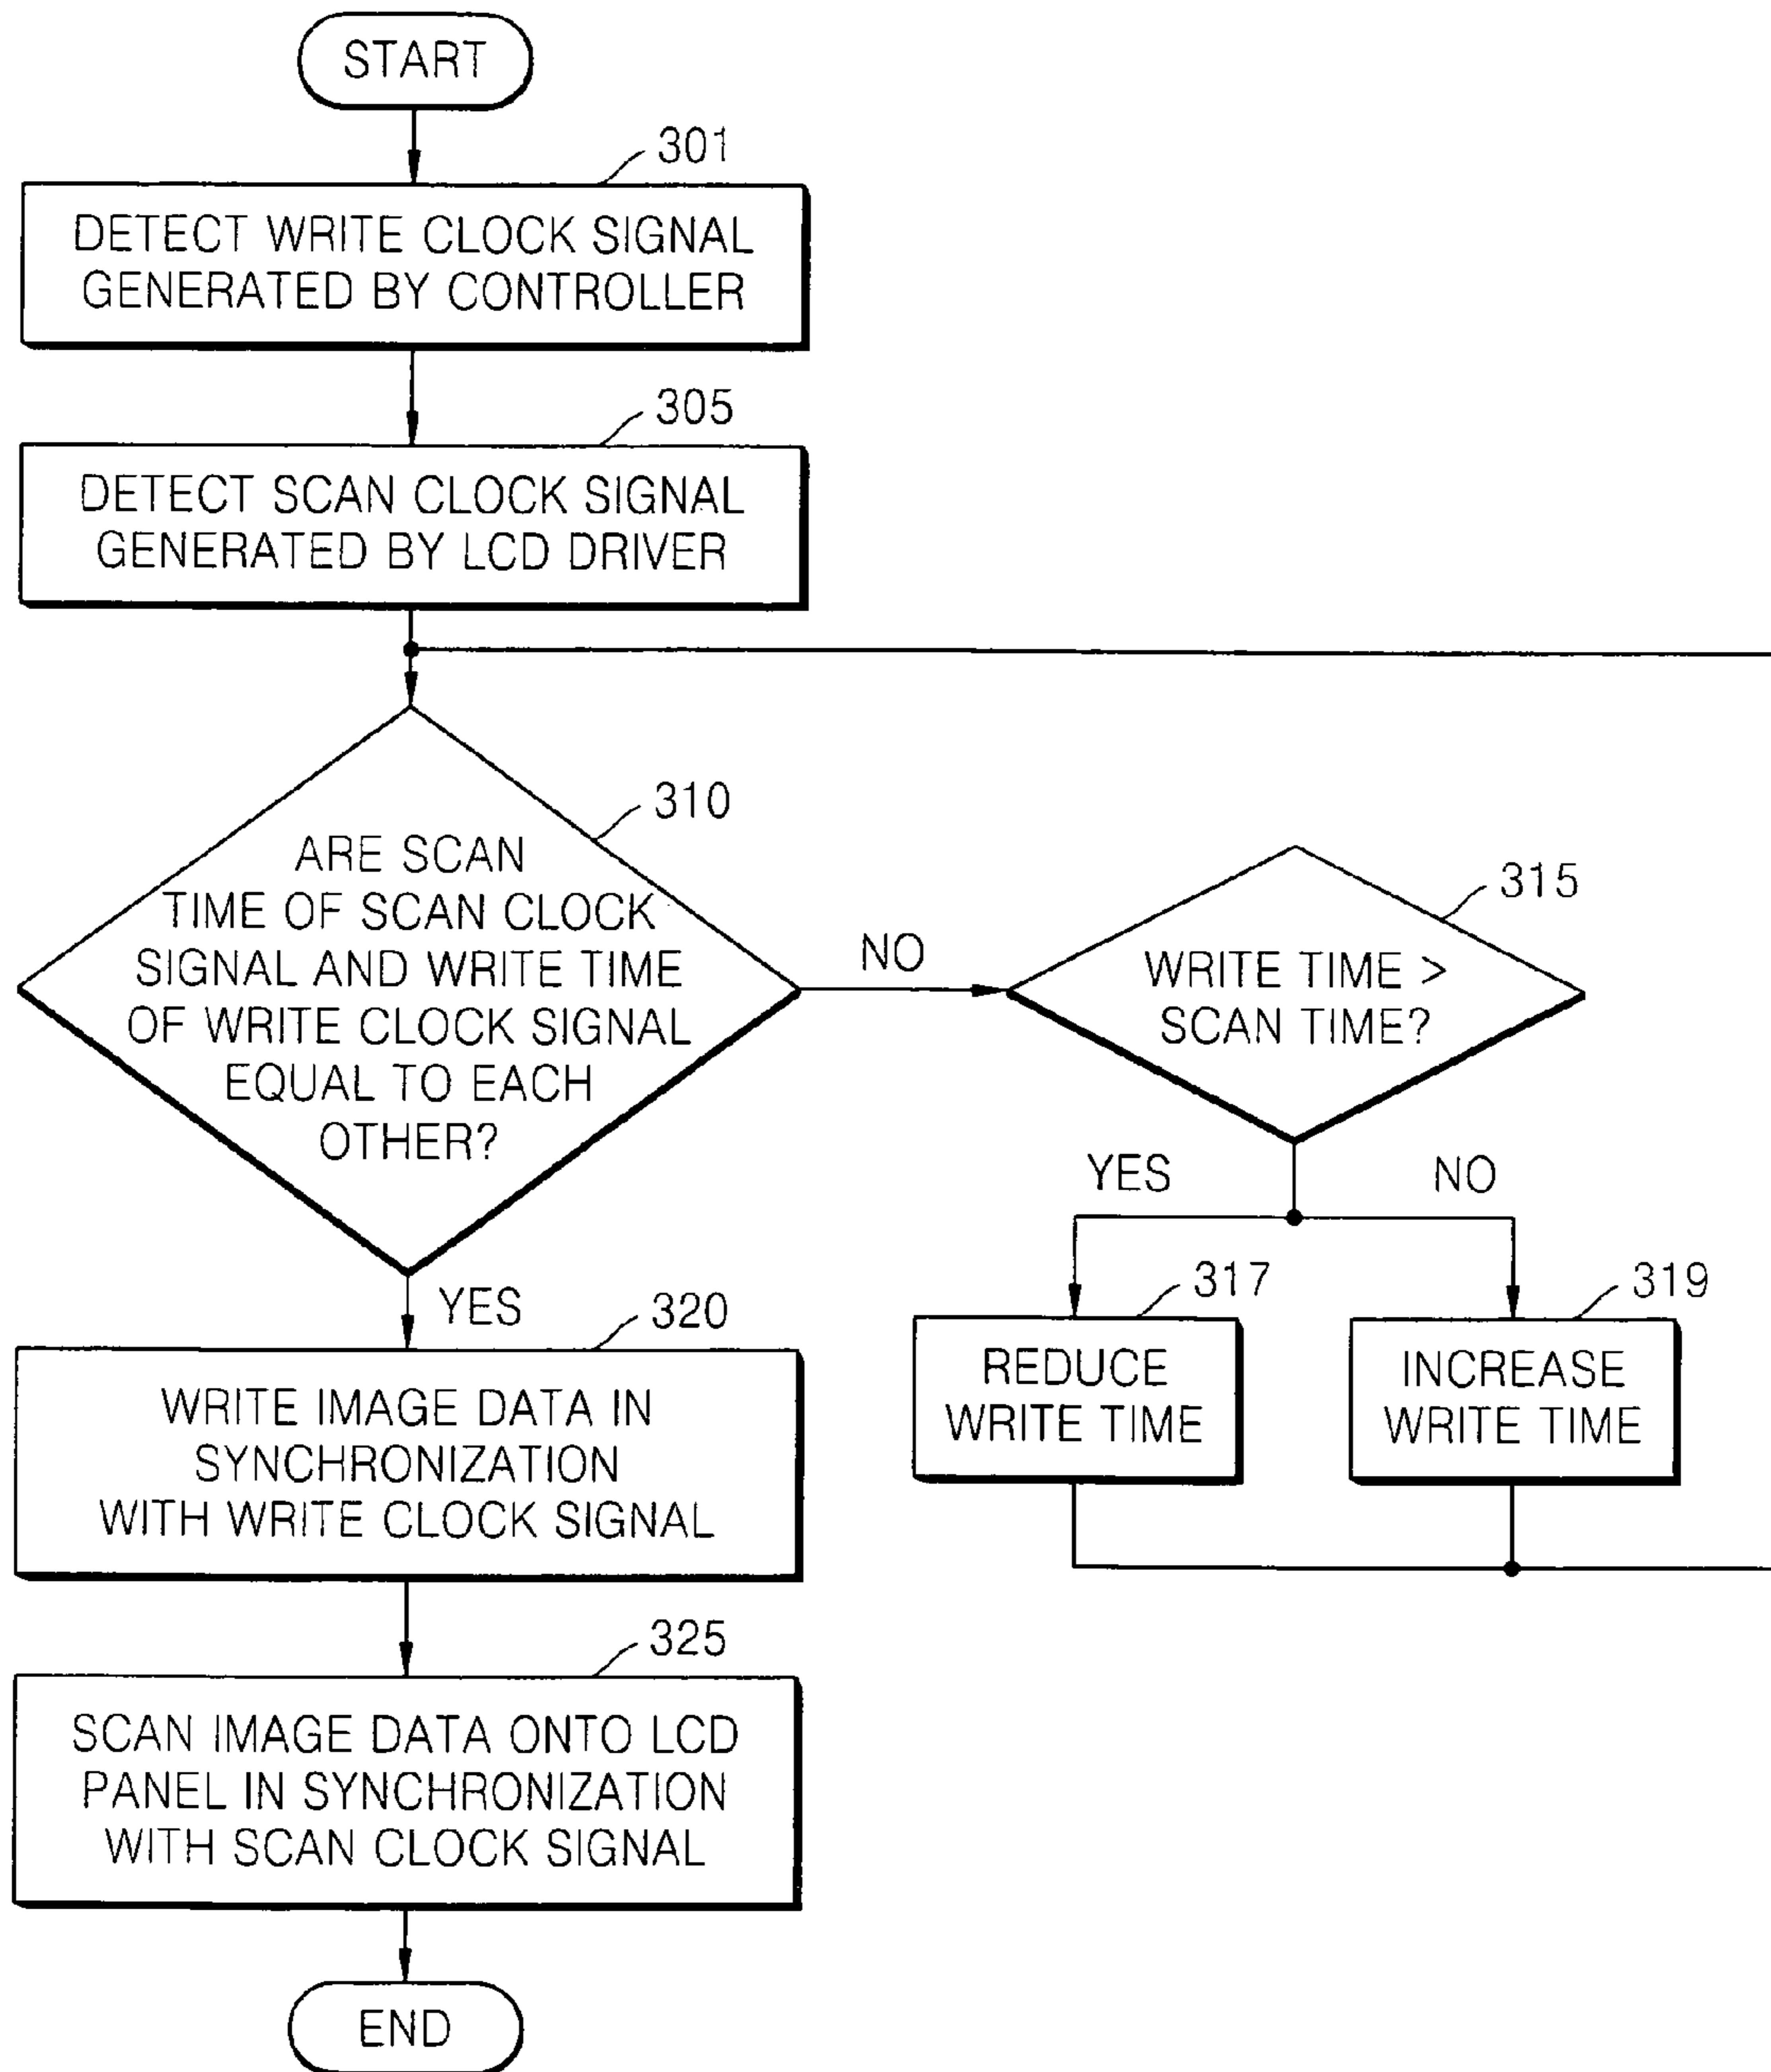 START
301
DETECT WRITE CLOCK SIGNAL
GENERATED BY CONTROLLER
305
DETECT SCAN CLOCK SIGNAL
GENERATED BY LCD DRIVER
310
ARE SCAN
TIME OF SCAN CLOCK
SIGNAL AND WRITE TIME
OF WRITE CLOCK SIGNAL
EQUAL TO EACH
OTHER?
NO
315
WRITE TIME >
SCAN TIME?
YES
NO
317
REDUCE
WRITE TIME
319
INCREASE
WRITE TIME
YES
320
WRITE IMAGE DATA IN
SYNCHRONIZATION
WITH WRITE CLOCK SIGNAL
325
SCAN IMAGE DATA ONTO LCD
PANEL IN SYNCHRONIZATION
WITH SCAN CLOCK SIGNAL
END